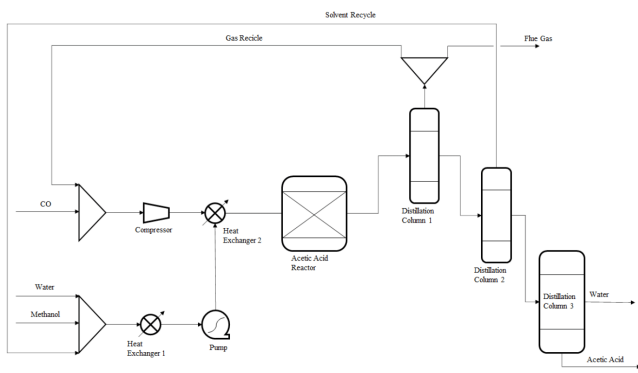 Solvent Recycle
Gas Recicle
Flue Gas
CO
Compressor
Heat
Exchanger 2
Acetic Acid
Reactor
Distillation
Column 1
Distillation
Column 2
Distillation
Column 3
Water
Acetic Acid
Water
Methanol
Heat
Exchanger 1
Pump